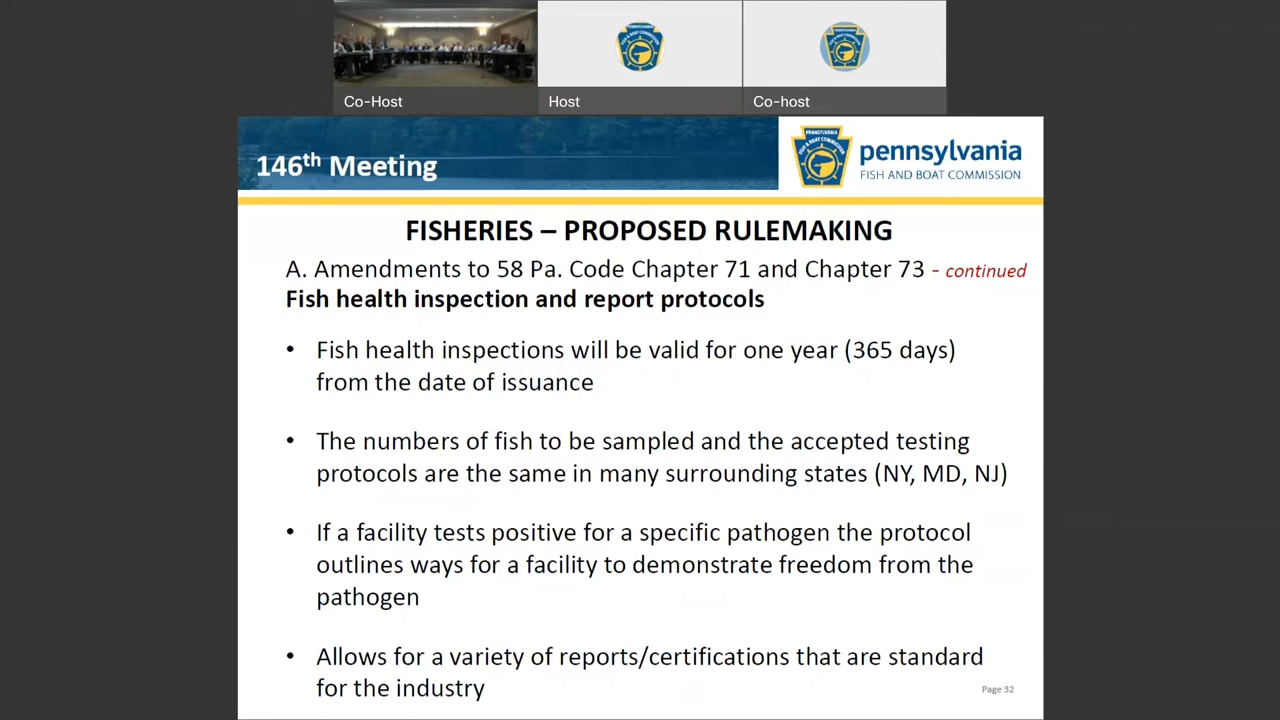 Co-Host
Host
Co-host
146th Meeting
pennsylvania
FISH AND BOAT COMMISSION
FISHERIES – PROPOSED RULEMAKING
A. Amendments to 58 Pa. Code Chapter 71 and Chapter 73 - continued
Fish health inspection and report protocols
• Fish health inspections will be valid for one year (365 days)
from the date of issuance
• The numbers of fish to be sampled and the accepted testing
protocols are the same in many surrounding states (NY, MD, NJ)
• If a facility tests positive for a specific pathogen the protocol
outlines ways for a facility to demonstrate freedom from the
pathogen
• Allows for a variety of reports/certifications that are standard
for the industry
Page 32